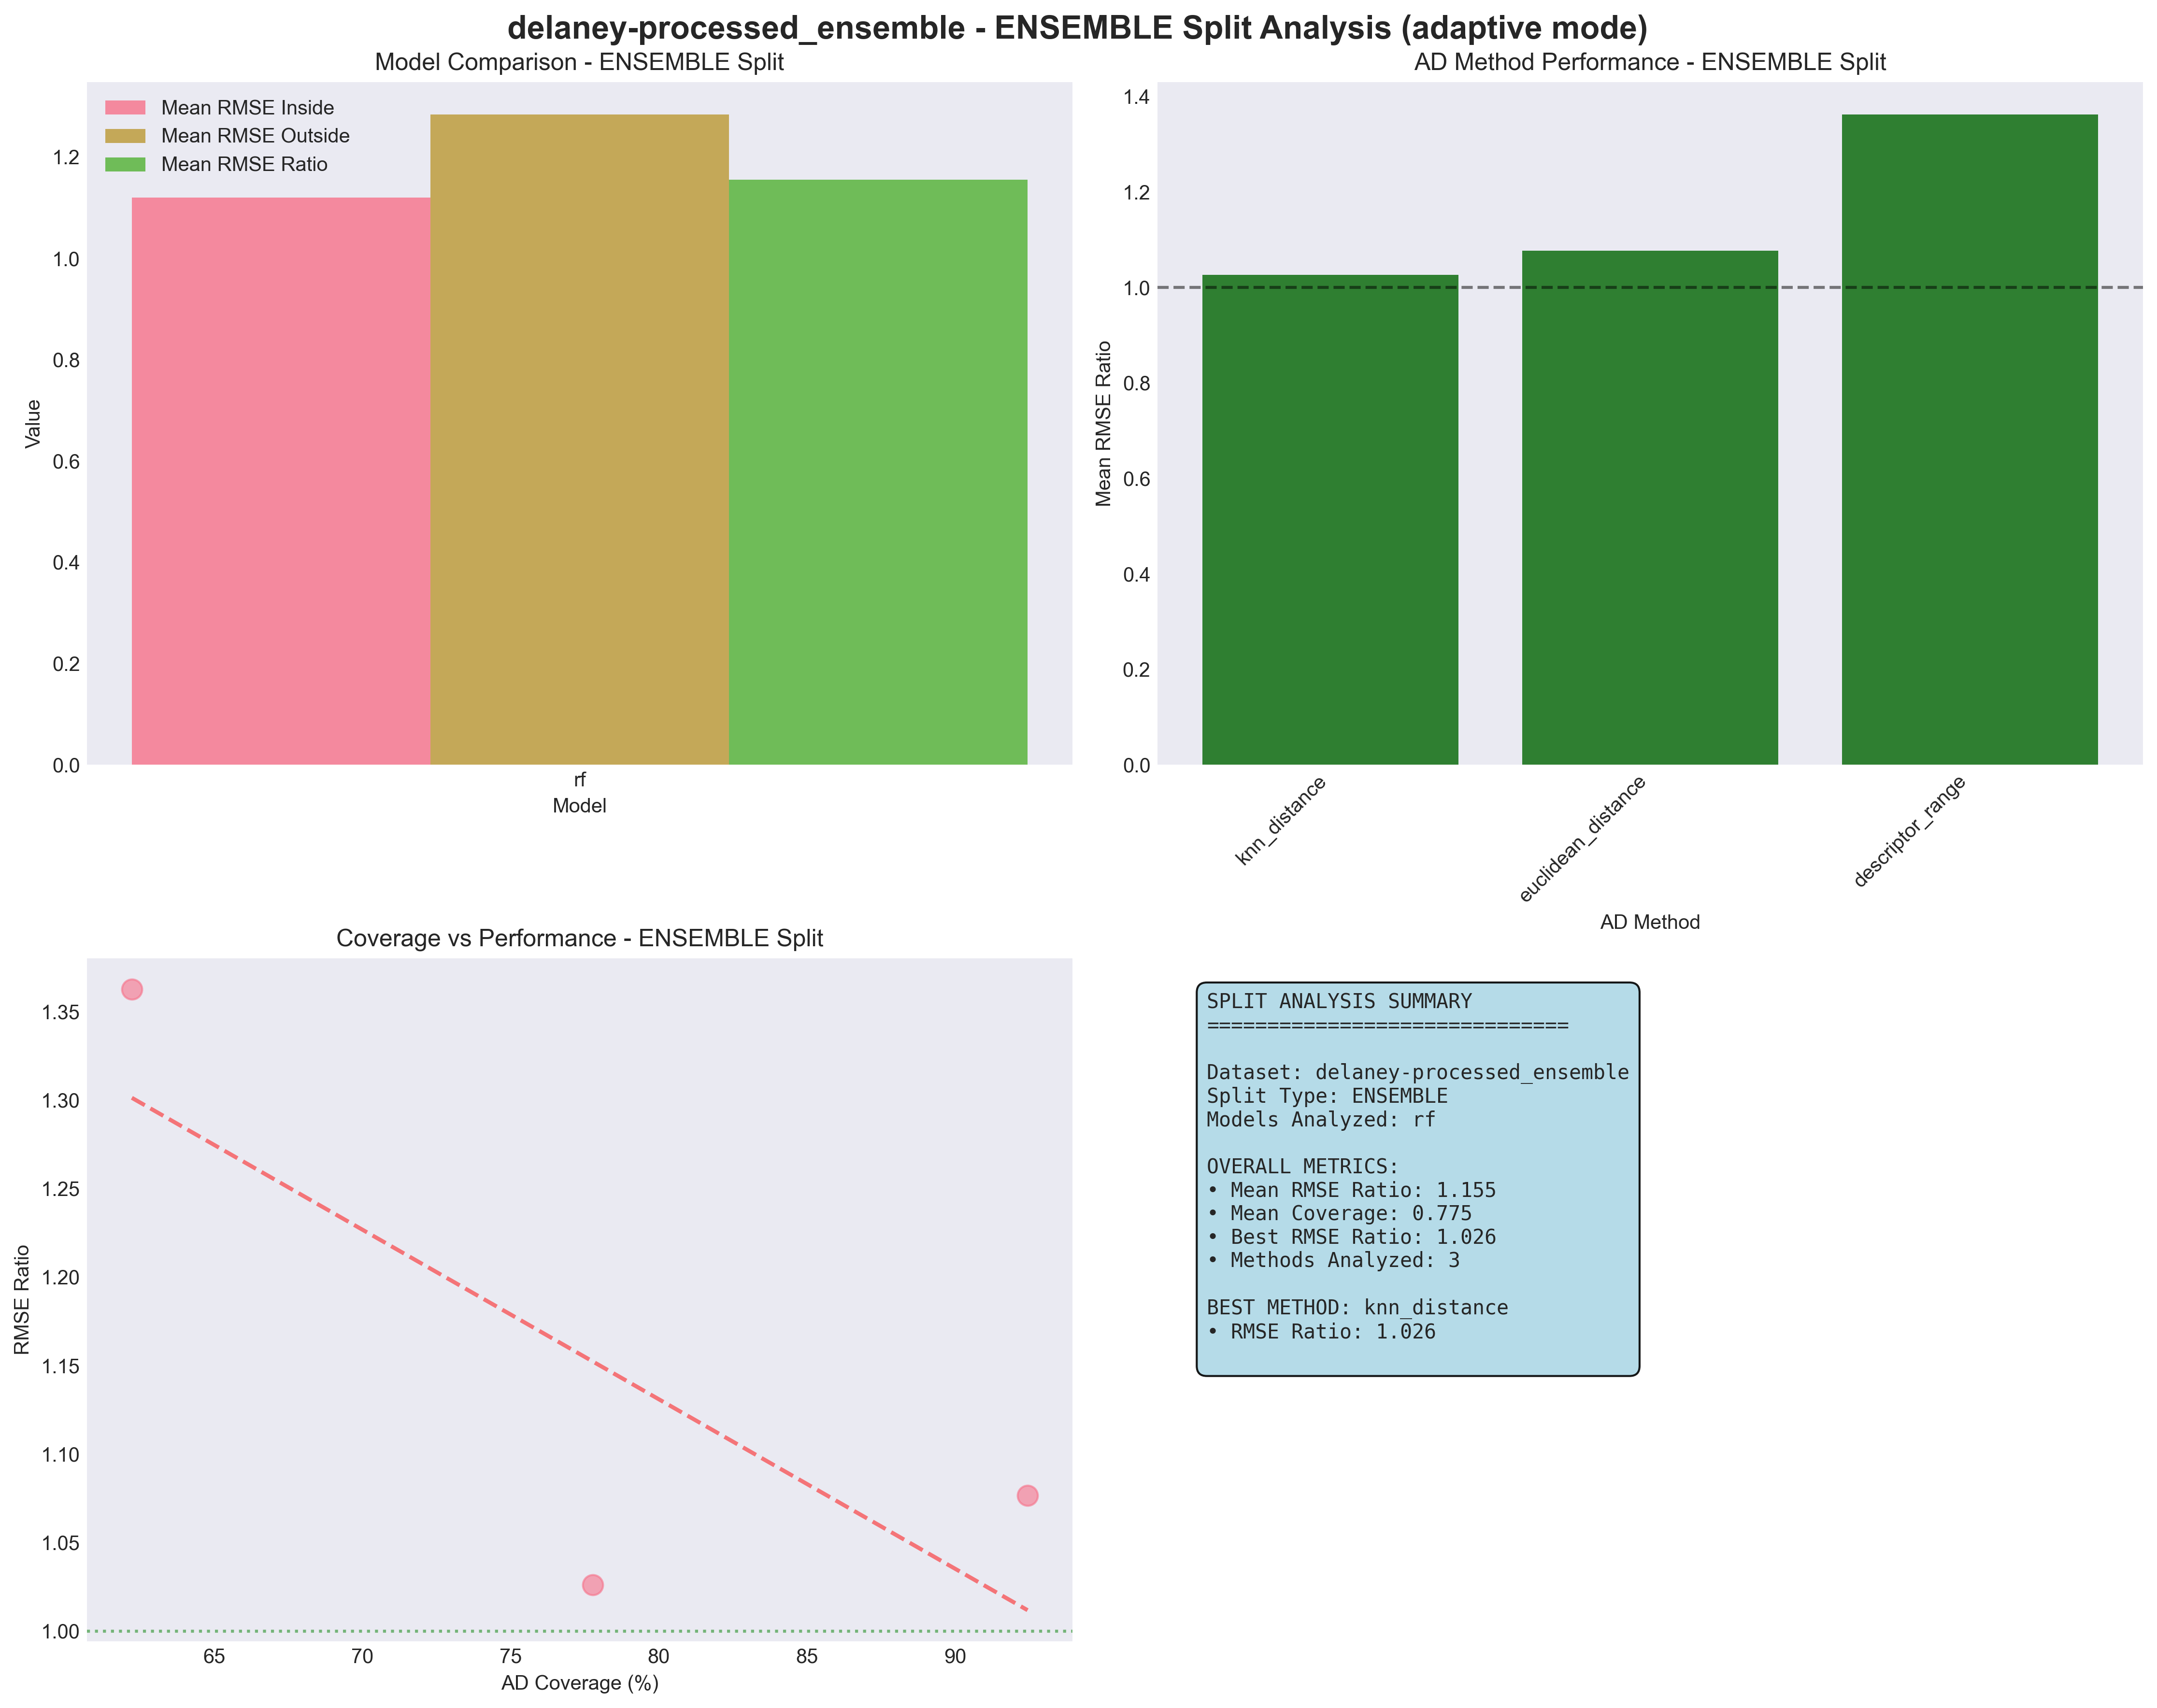 delaney-processed_ensemble - ENSEMBLE Split Analysis (adaptive mode)
Model Comparison - ENSEMBLE Split
Mean RMSE Inside
Mean RMSE Outside
Mean RMSE Ratio
1.2
1.0
0.8
0.6
0.4
0.2
0.0
Value
rf
Model
AD Method Performance - ENSEMBLE Split
1.4
1.2
1.0
0.8
0.6
0.4
0.2
0.0
Mean RMSE Ratio
knn_distance
euclidean_distance
descriptor_range
AD Method
Coverage vs Performance - ENSEMBLE Split
1.35
1.30
1.25
1.20
1.15
1.10
1.05
1.00
RMSE Ratio
65
70
75
80
85
90
AD Coverage (%)
SPLIT ANALYSIS SUMMARY
==============================
Dataset: delaney-processed_ensemble
Split Type: ENSEMBLE
Models Analyzed: rf
OVERALL METRICS:
• Mean RMSE Ratio: 1.155
• Mean Coverage: 0.775
• Best RMSE Ratio: 1.026
• Methods Analyzed: 3
BEST METHOD: knn_distance
• RMSE Ratio: 1.026